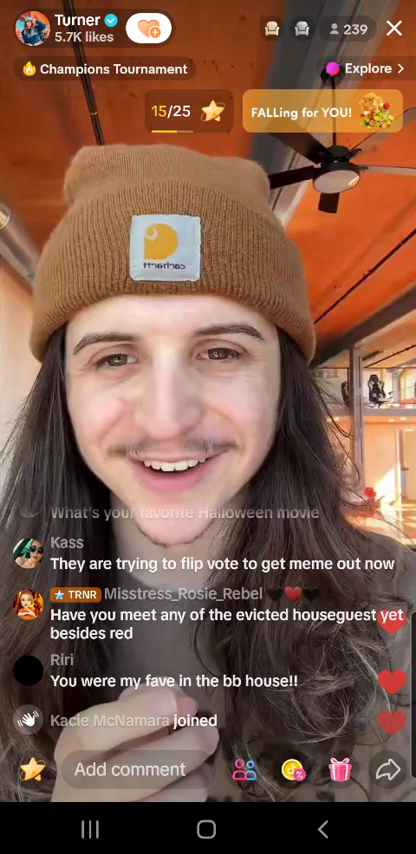 Turner
5.7K likes
239
Champions Tournament
Explore >
15/25
FALLing for YOU!
carhartt
What's your favorite Halloween movie
Kass
They are trying to flip vote to get meme out now
TRNR Misstress_Rosie_Rebel
Have you meet any of the evicted houseguest yet
besides red
Riri
You were my fave in the bb house!!
Kacie McNamara joined
Add comment